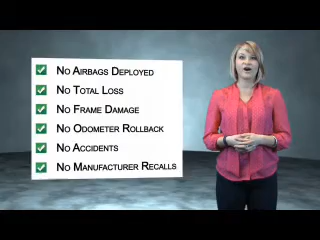 No Airbags Deployed
No Total Loss
No Frame Damage
No Odometer Rollback
No Accidents
No Manufacturer Recalls